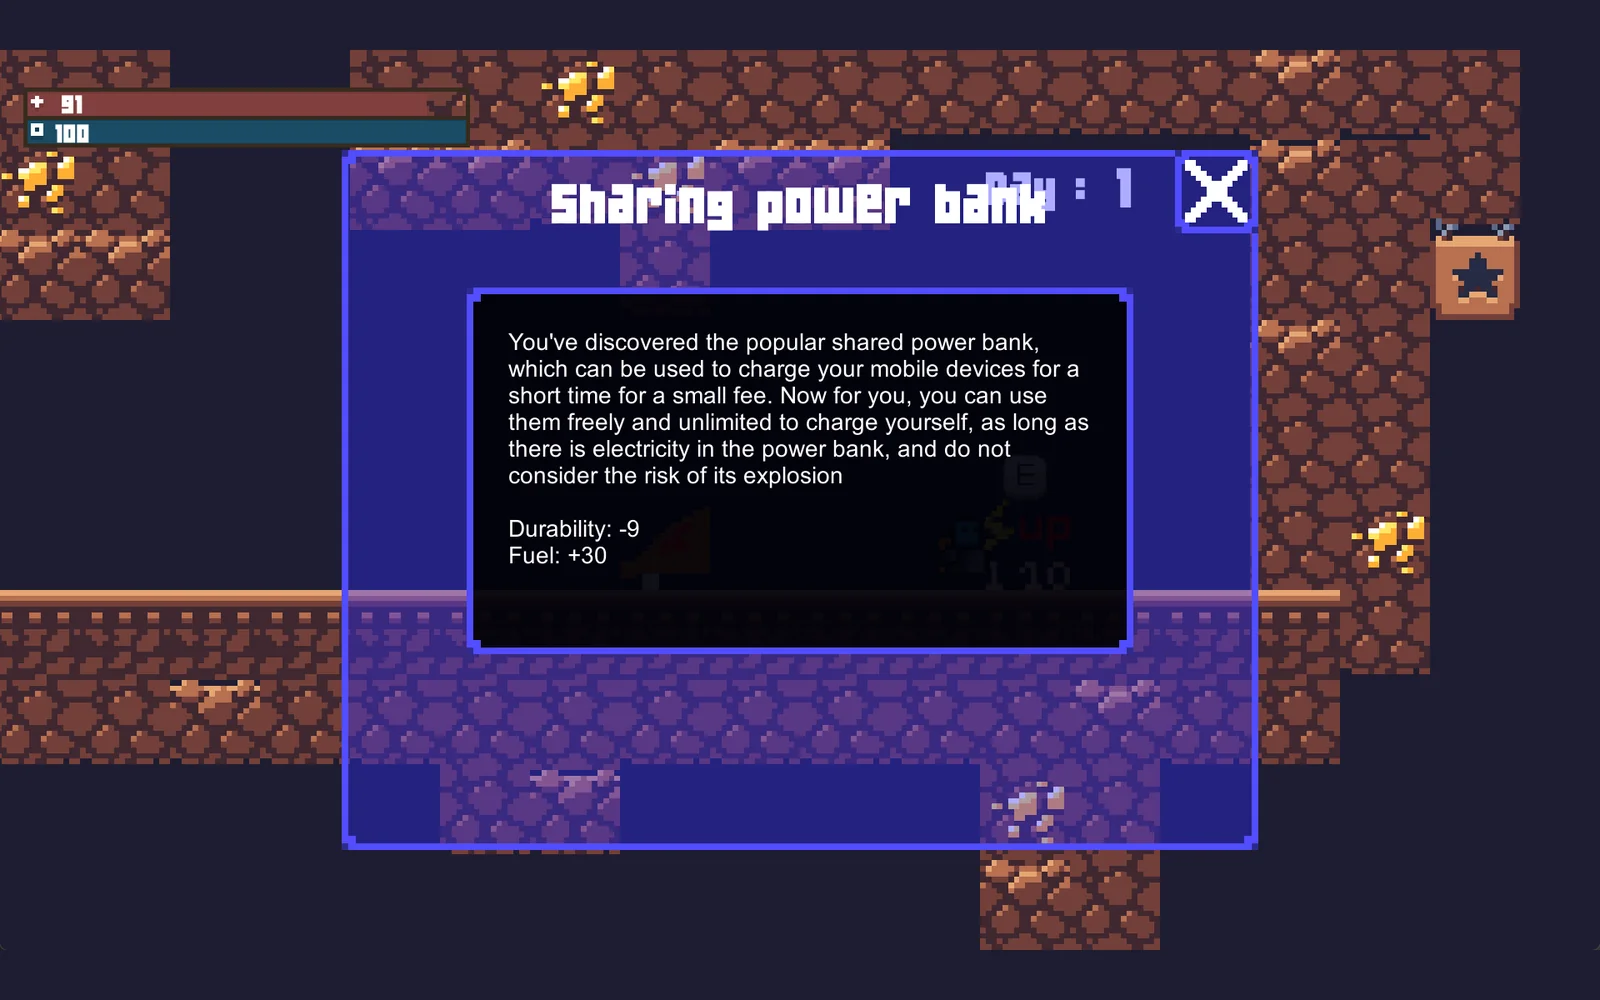 91
100
Day: 1
Sharing power bank
You've discovered the popular shared power bank,
which can be used to charge your mobile devices for a
short time for a small fee. Now for you, you can use
them freely and unlimited to charge yourself, as long as
there is electricity in the power bank, and do not
consider the risk of its explosion
E
Durability: -9
up
Fuel: +30